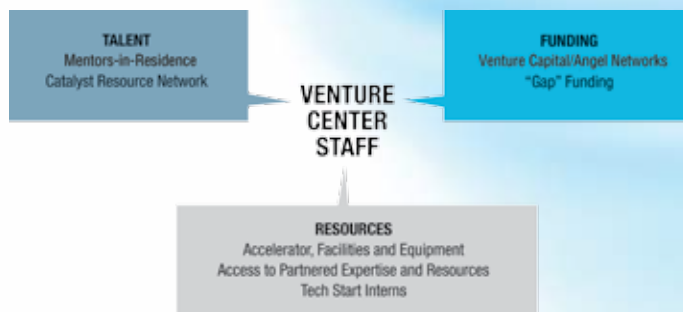 TALENT
Mentors-in-Residence
Catalyst Resource Network
FUNDING
Venture Capital/Angel Networks
“Gap” Funding
VENTURE
CENTER
STAFF
RESOURCES
Accelerator, Facilities and Equipment
Access to Partnered Expertise and Resources
Tech Start Interns